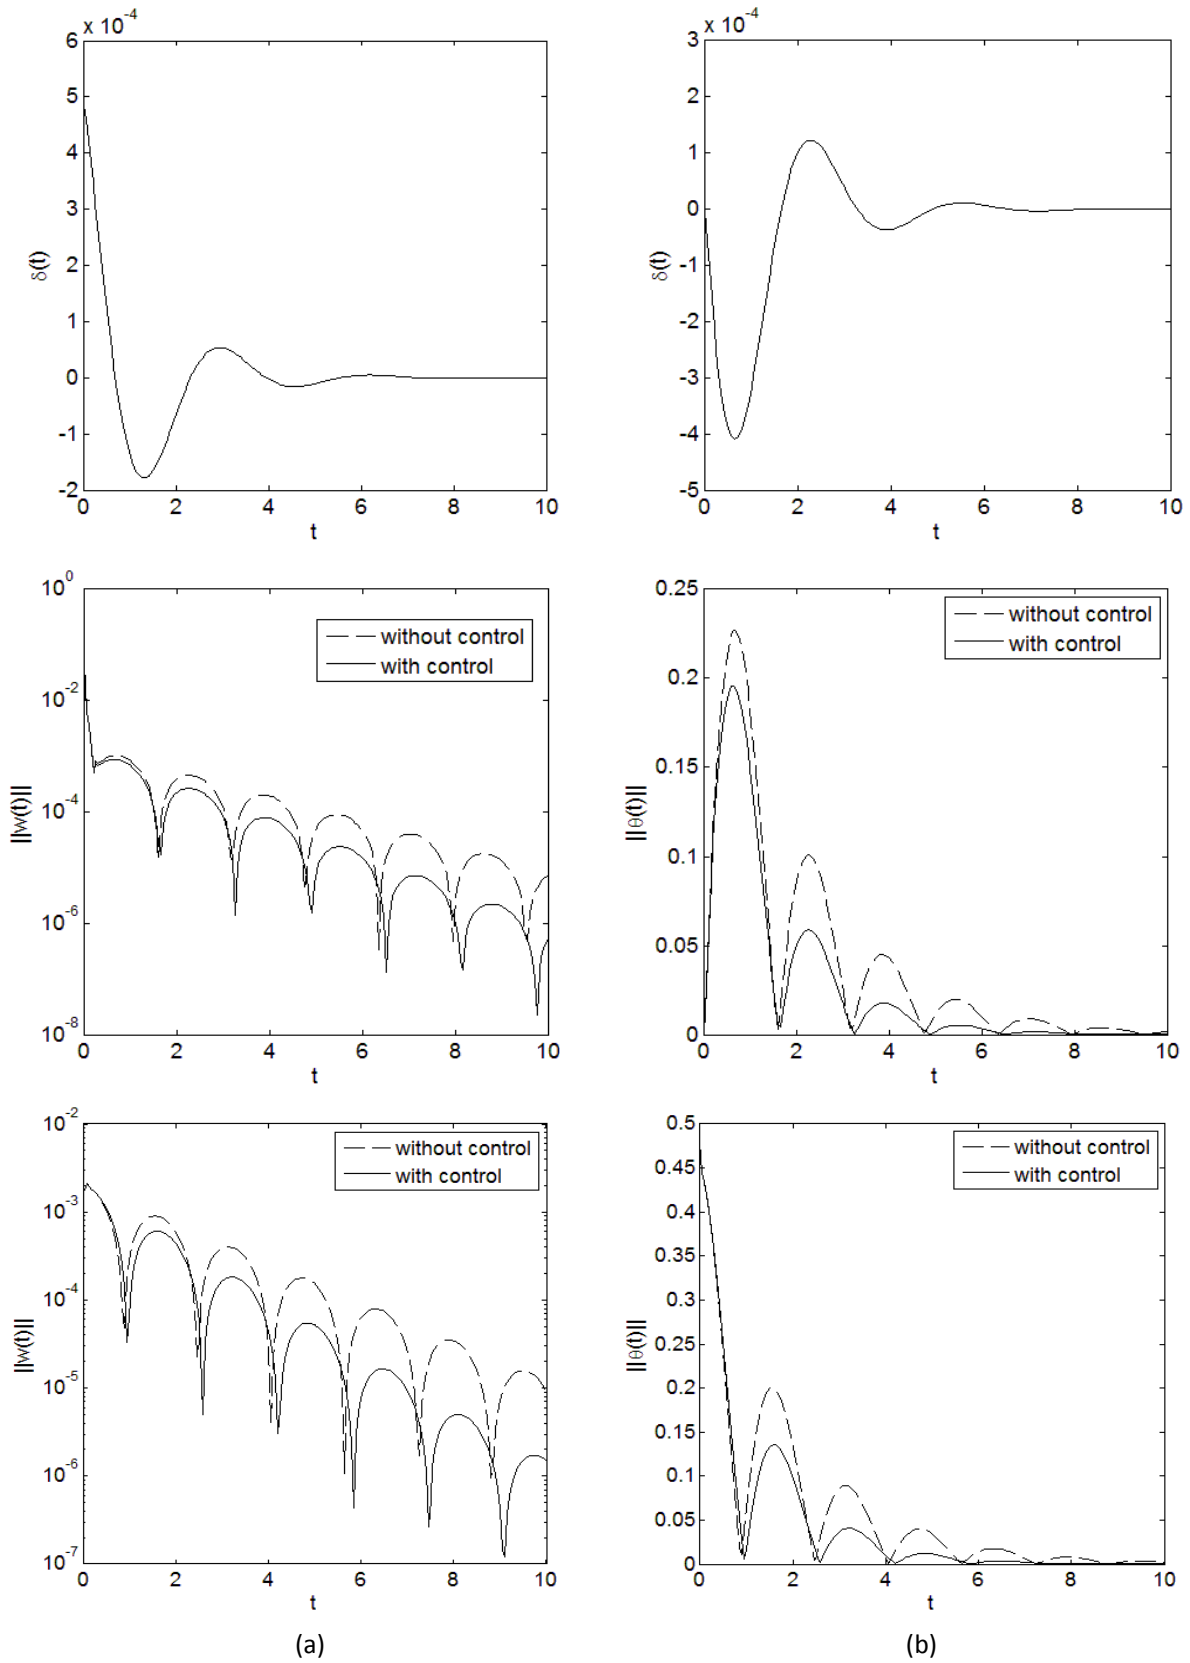 x 10^-4
6
5
4
3
2
1
0
-1
-2
δ(t)
0 2 4 6 8 10
t
x 10^-4
3
2
1
0
-1
-2
-3
-4
-5
δ(t)
0 2 4 6 8 10
t
10^0
10^-2
10^-4
10^-6
10^-8
||w(t)||
without control
with control
0 2 4 6 8 10
t
0.25
0.2
0.15
0.1
0.05
0
||θ(t)||
without control
with control
0 2 4 6 8 10
t
10^-2
10^-3
10^-4
10^-5
10^-6
10^-7
||w(t)||
without control
with control
0 2 4 6 8 10
t
0.5
0.45
0.4
0.35
0.3
0.25
0.2
0.15
0.1
0.05
0
||θ(t)||
without control
with control
0 2 4 6 8 10
t
(a)
(b)